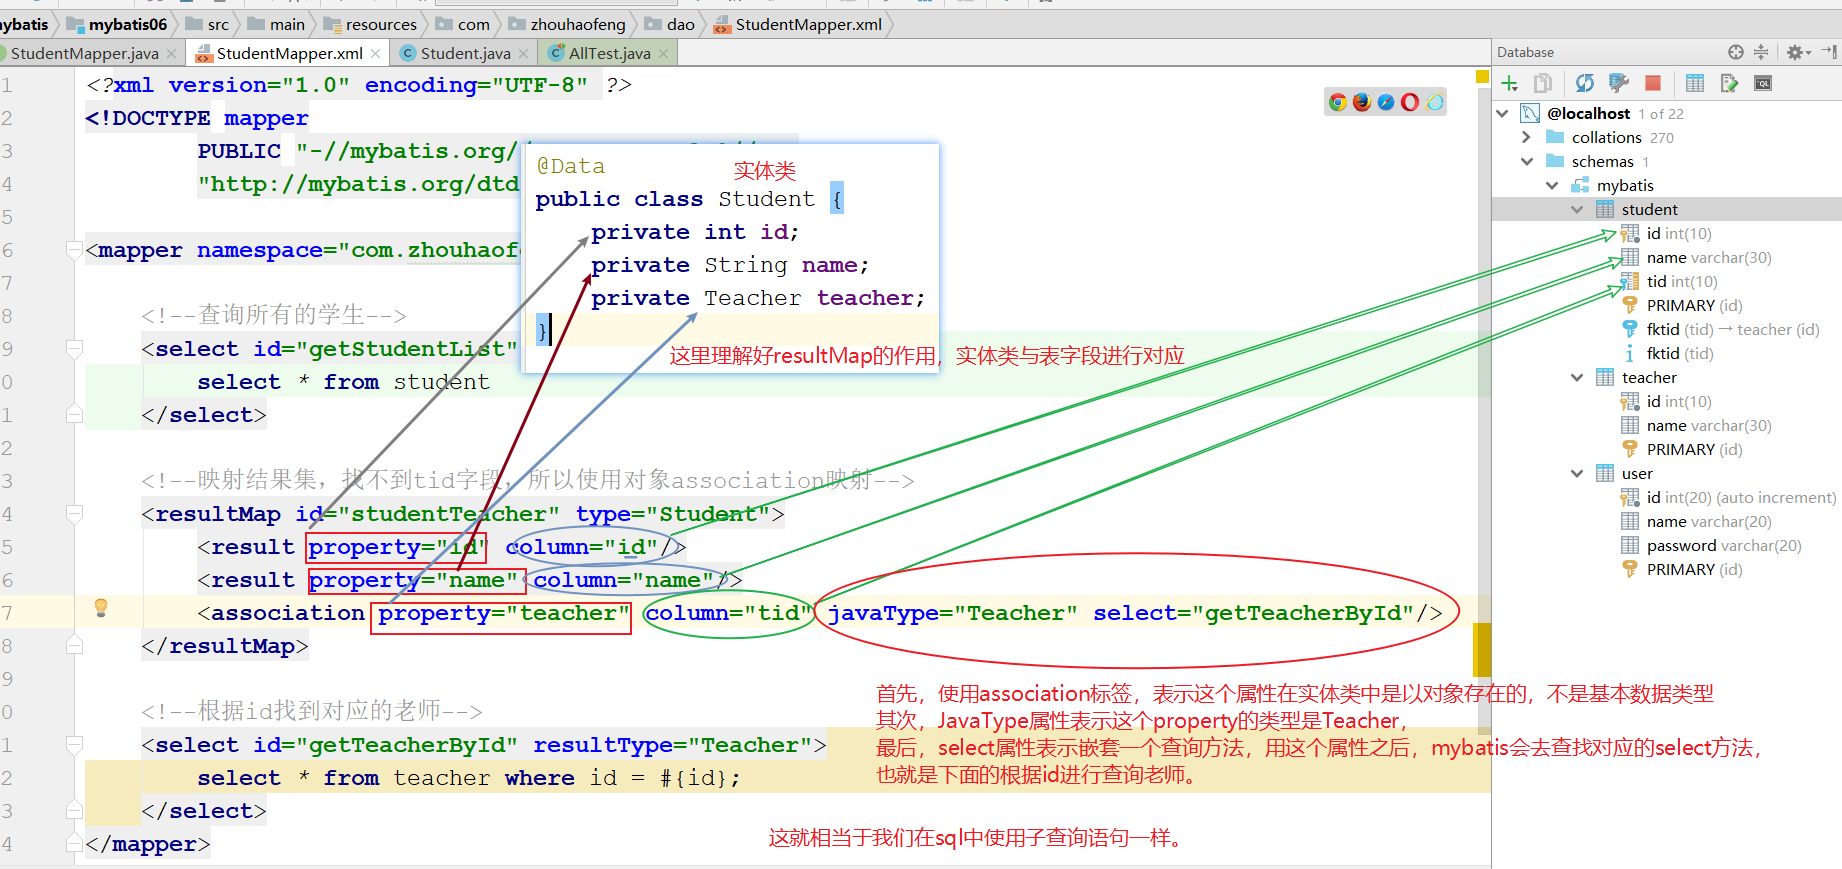 mybatis mybatis06 src main resources com zhouhaofeng dao StudentMapper.xml
StudentMapper.java StudentMapper.xml Student.java AllTest.java
1 <?xml version="1.0" encoding="UTF-8" ?>
2 <!DOCTYPE mapper
3 PUBLIC "-//mybatis.org//
4 "http://mybatis.org/dtd
5
6 <mapper namespace="com.zhouhaofe
7
8 <!--查询所有的学生-->
9 <select id="getStudentList"
0 select * from student
1 </select>
2
3 <!--映射结果集，找不到tid字段，所以使用对象association映射-->
4 <resultMap id="studentTeacher" type="Student">
5 <result property="id" column="id"/>
6 <result property="name" column="name"/>
7 <association property="teacher" column="tid" javaType="Teacher" select="getTeacherById"/>
8 </resultMap>
9
0 <!--根据id找到对应的老师-->
1 <select id="getTeacherById" resultType="Teacher">
2 select * from teacher where id = #{id};
3 </select>
4 </mapper>
@Data
实体类
public class Student {
private int id;
private String name;
private Teacher teacher;
}
这里理解好resultMap的作用，实体类与表字段进行对应
首先，使用association标签，表示这个属性在实体类中是以对象存在的，不是基本数据类型
其次，JavaType属性表示这个property的类型是Teacher，
最后，select属性表示嵌套一个查询方法，用这个属性之后，mybatis会去查找对应的select方法，
也就是下面的根据id进行查询老师。
这就相当于我们在sql中使用子查询语句一样。
Database
@localhost 1 of 22
collations 270
schemas 1
mybatis
student
id int(10)
name varchar(30)
tid int(10)
PRIMARY (id)
fktid (tid) → teacher (id)
fktid (tid)
teacher
id int(10)
name varchar(30)
PRIMARY (id)
user
id int(20) (auto increment)
name varchar(20)
password varchar(20)
PRIMARY (id)